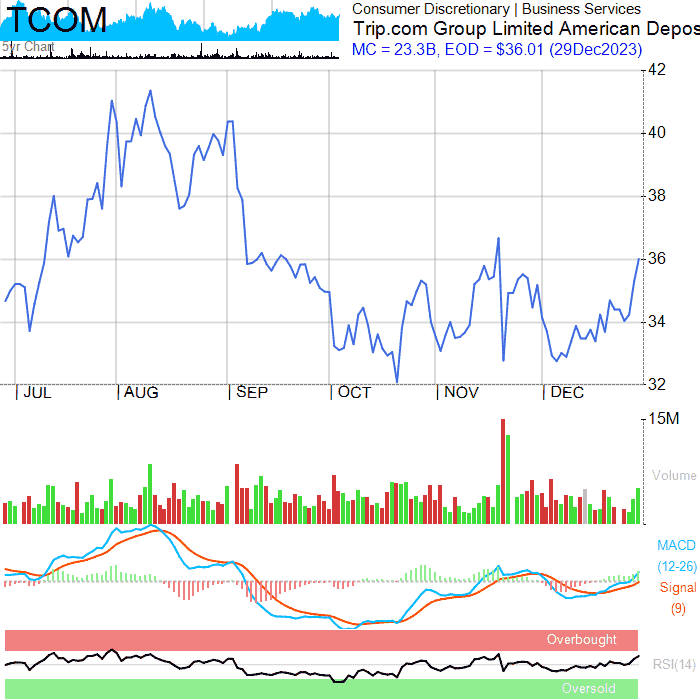 TCOM
5yr Chart
Consumer Discretionary | Business Services
Trip.com Group Limited American Depos
MC = 23.3B, EOD = $36.01 (29Dec2023)
42
40
38
36
34
32
JUL
AUG
SEP
OCT
NOV
DEC
15M
Volume
MACD
(12-26)
Signal
(9)
Overbought
RSI(14)
Oversold